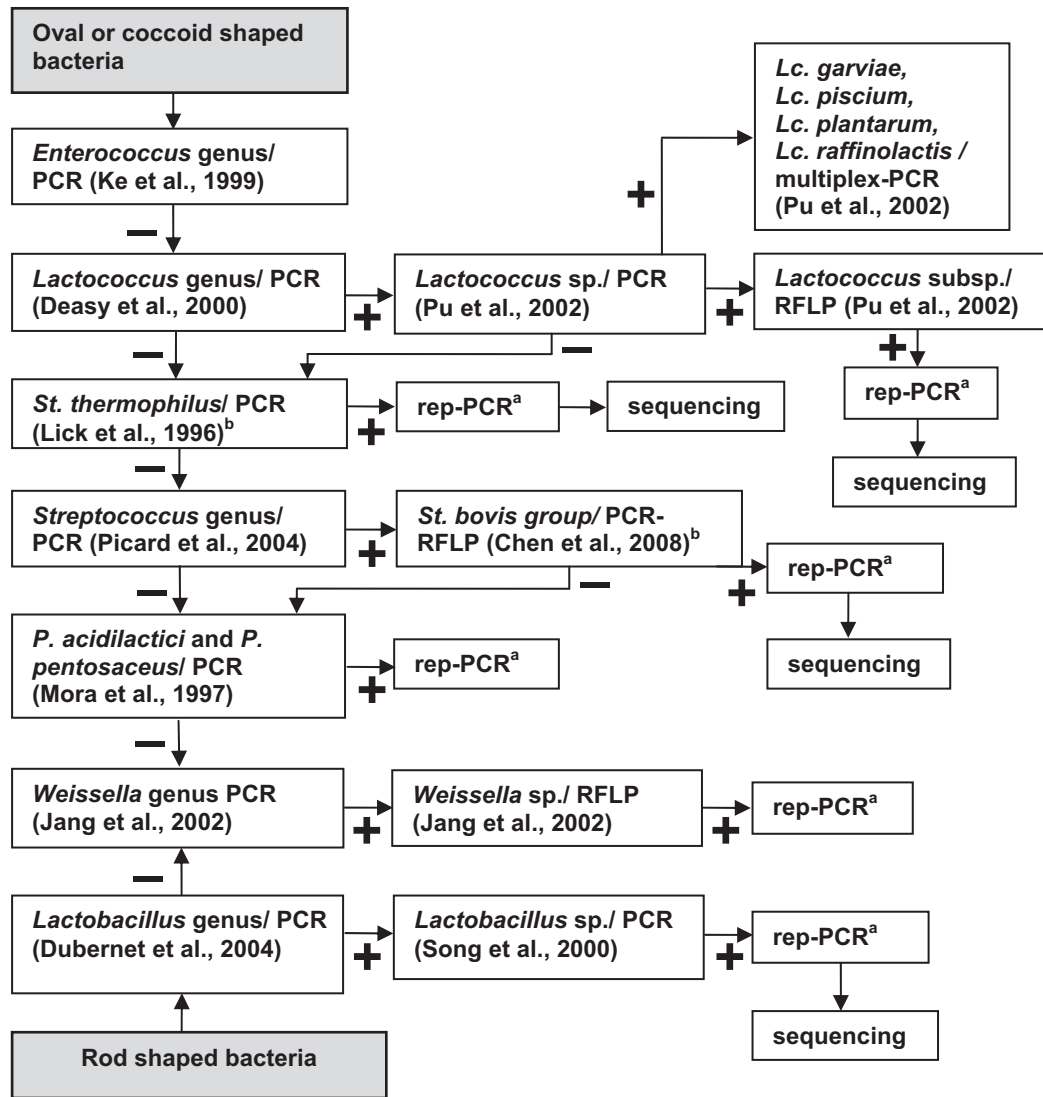 Oval or coccoid shaped
bacteria
Enterococcus genus/
PCR (Ke et al., 1999)
Lc. garviae,
Lc. piscium,
Lc. plantarum,
Lc. raffinolactis /
multiplex-PCR
(Pu et al., 2002)
+
−
Lactococcus genus/ PCR
(Deasy et al., 2000)
+
Lactococcus sp./ PCR
(Pu et al., 2002)
+
Lactococcus subsp./
RFLP (Pu et al., 2002)
−
−
+
St. thermophilus/ PCR
(Lick et al., 1996)b
+
rep-PCRa
sequencing
rep-PCRa
sequencing
−
Streptococcus genus/
PCR (Picard et al., 2004)
+
St. bovis group/ PCR-
RFLP (Chen et al., 2008)b
+
rep-PCRa
sequencing
−
−
P. acidilactici and P.
pentosaceus/ PCR
(Mora et al., 1997)
+
rep-PCRa
−
Weissella genus PCR
(Jang et al., 2002)
+
Weissella sp./ RFLP
(Jang et al., 2002)
+
rep-PCRa
−
Lactobacillus genus/ PCR
(Dubernet et al., 2004)
+
Lactobacillus sp./ PCR
(Song et al., 2000)
+
rep-PCRa
sequencing
Rod shaped bacteria